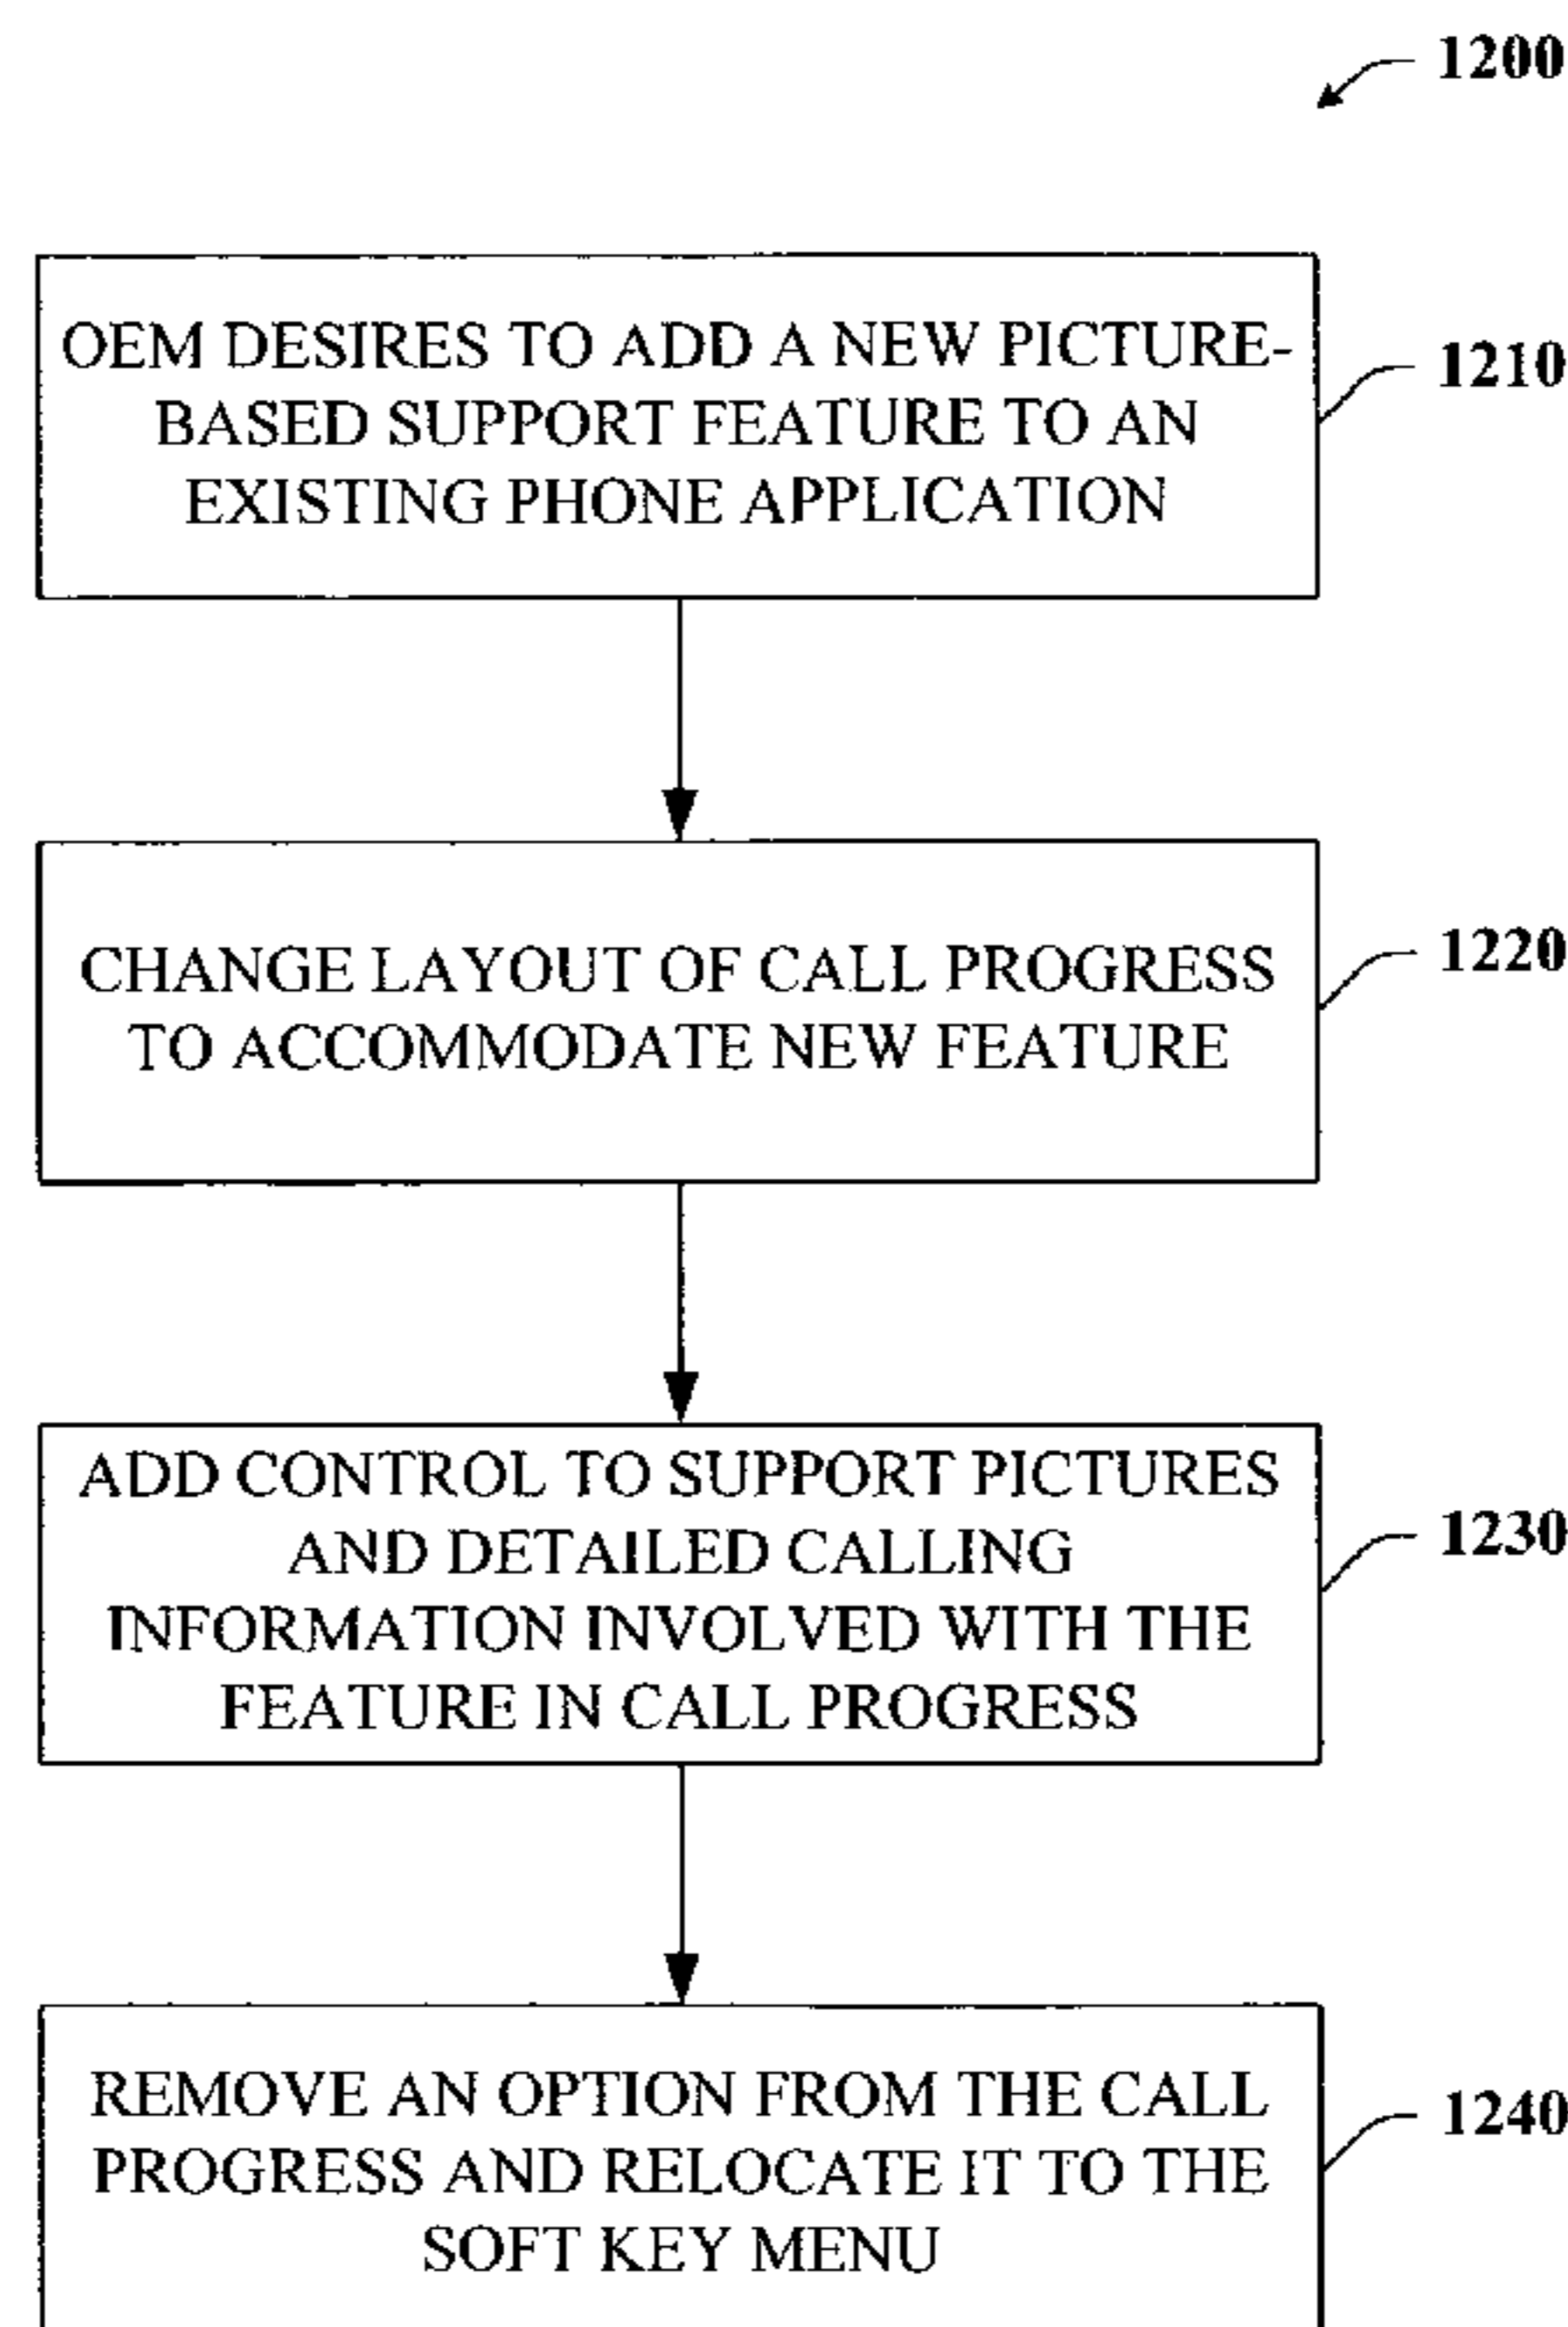 1200
OEM DESIRES TO ADD A NEW PICTURE-
BASED SUPPORT FEATURE TO AN
EXISTING PHONE APPLICATION
1210
CHANGE LAYOUT OF CALL PROGRESS
TO ACCOMMODATE NEW FEATURE
1220
ADD CONTROL TO SUPPORT PICTURES
AND DETAILED CALLING
INFORMATION INVOLVED WITH THE
FEATURE IN CALL PROGRESS
1230
REMOVE AN OPTION FROM THE CALL
PROGRESS AND RELOCATE IT TO THE
SOFT KEY MENU
1240